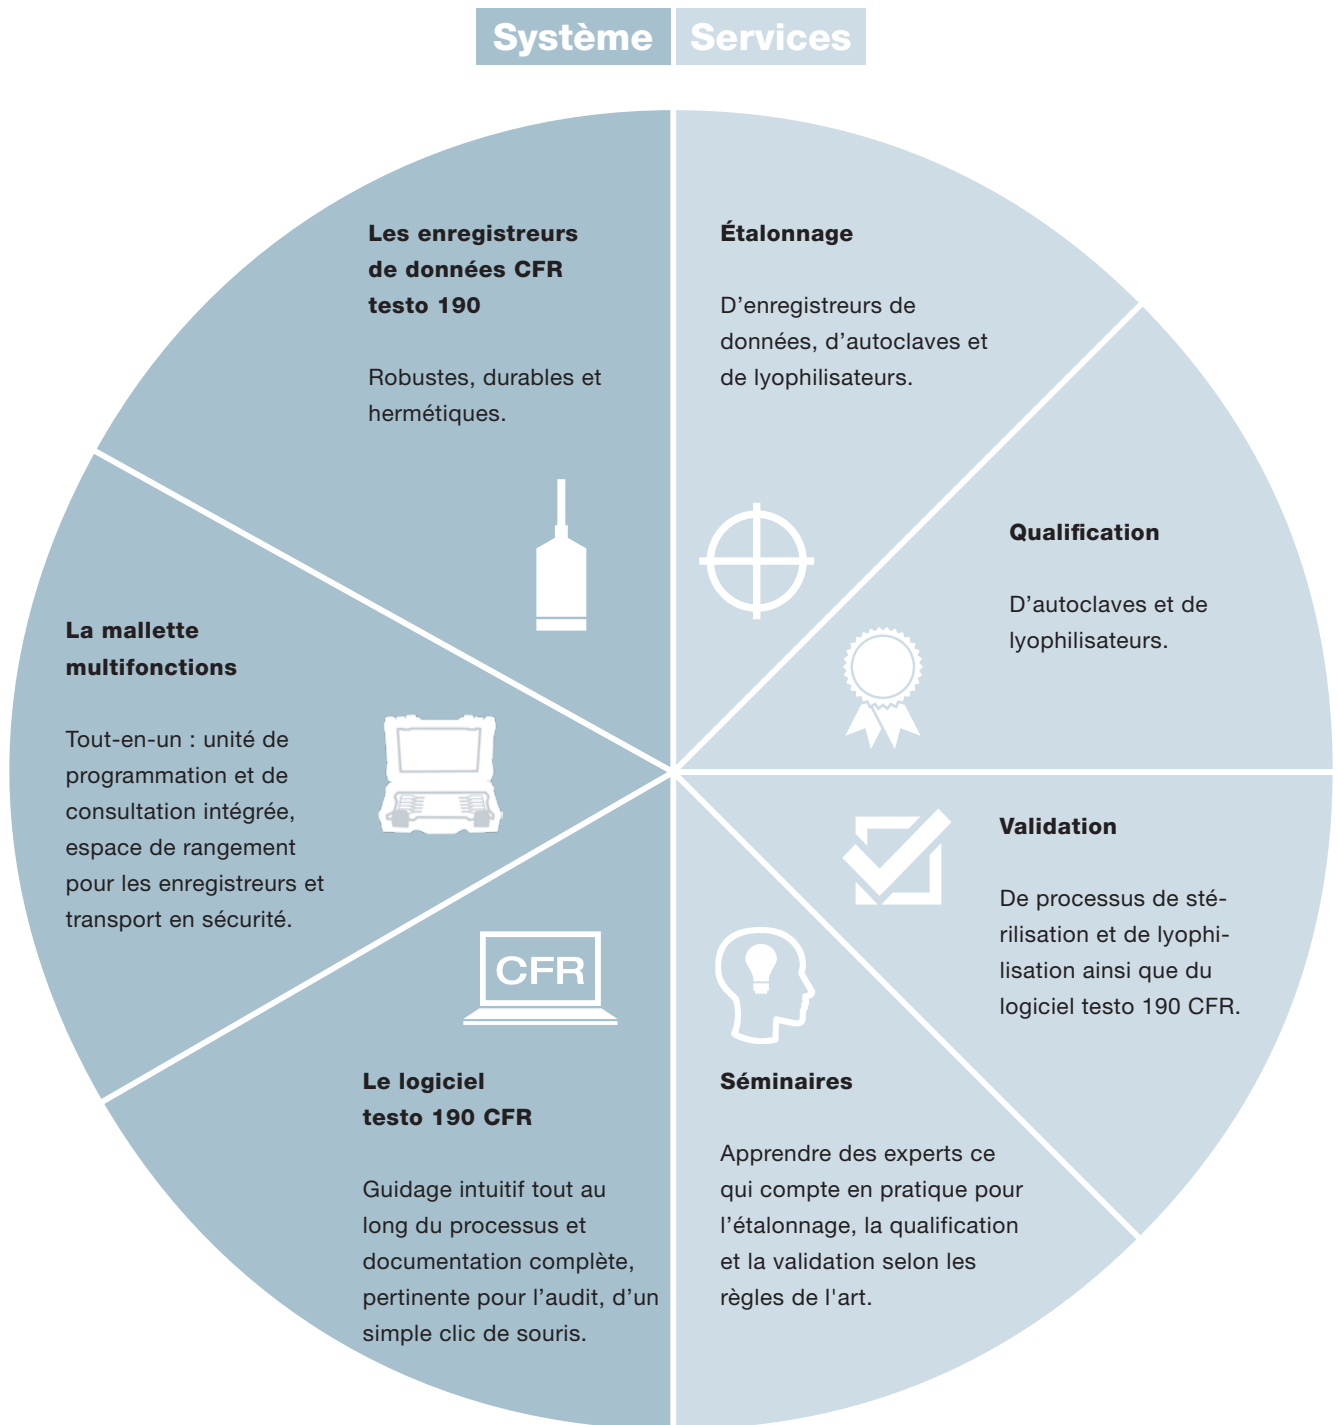 Système
Services
Les enregistreurs
de données CFR
testo 190
Robustes, durables et
hermétiques.
La mallette
multifonctions
Tout-en-un : unité de
programmation et de
consultation intégrée,
espace de rangement
pour les enregistreurs et
transport en sécurité.
CFR
Le logiciel
testo 190 CFR
Guidage intuitif tout au
long du processus et
documentation complète,
pertinente pour l’audit, d’un
simple clic de souris.
Étalonnage
D’enregistreurs de
données, d’autoclaves et
de lyophilisateurs.
Qualification
D’autoclaves et de
lyophilisateurs.
Validation
De processus de sté-
rilisation et de lyophi-
lisation ainsi que du
logiciel testo 190 CFR.
Séminaires
Apprendre des experts ce
qui compte en pratique pour
l’étalonnage, la qualification
et la validation selon les
règles de l'art.